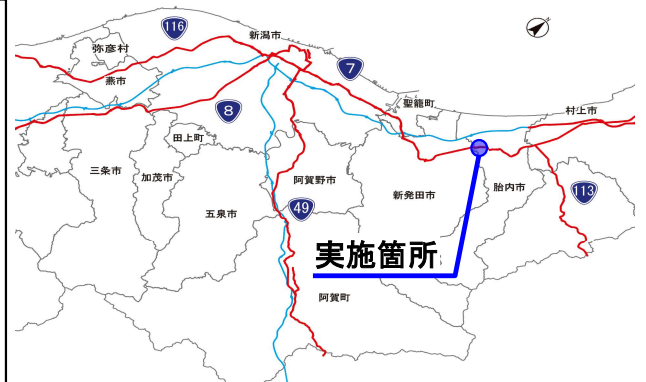 116
新潟市
弥彦村
7
燕市
聖籠町
8
村上市
田上町
三条市
加茂市
阿賀野市
新発田市
胎内市
113
五泉市
49
実施箇所
阿賀町